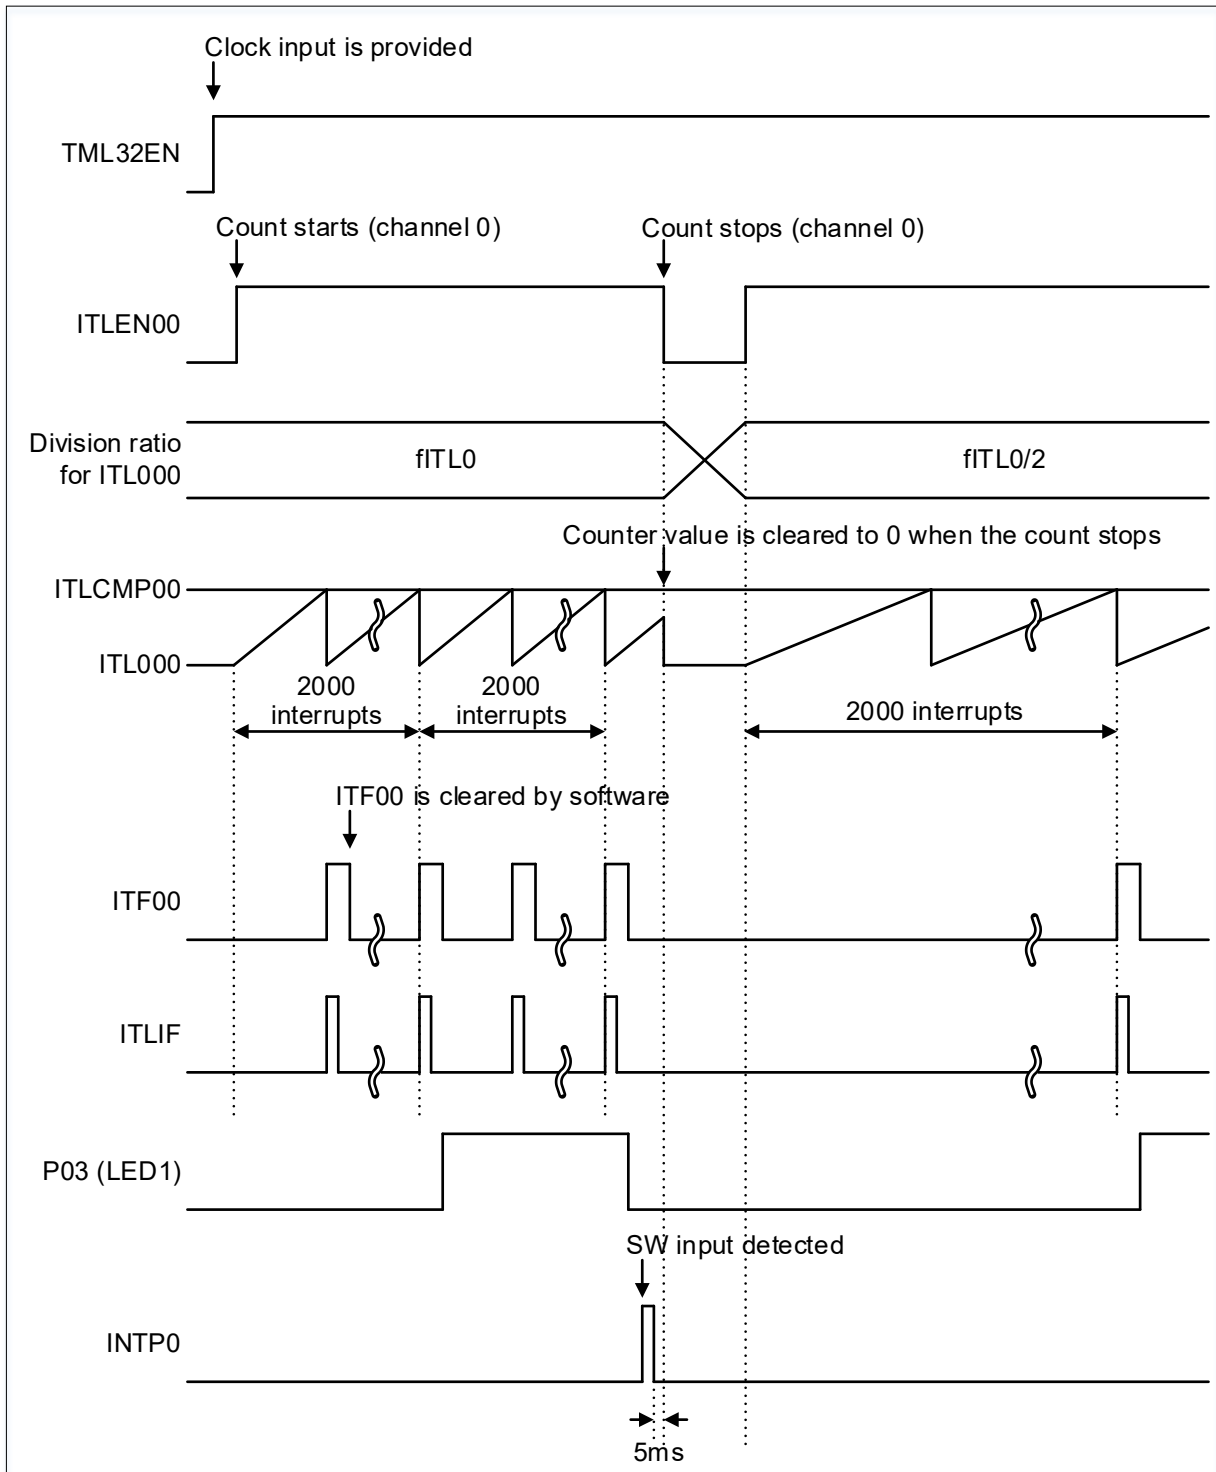 Clock input is provided
TML32EN
Count starts (channel 0)
Count stops (channel 0)
ITLEN00
Division ratio
for ITL000
fITL0
fITL0/2
Counter value is cleared to 0 when the count stops
ITLCMP00
ITL000
2000
interrupts
2000
interrupts
2000 interrupts
ITF00 is cleared by software
ITF00
ITLIF
P03 (LED1)
SW input detected
INTP0
5ms